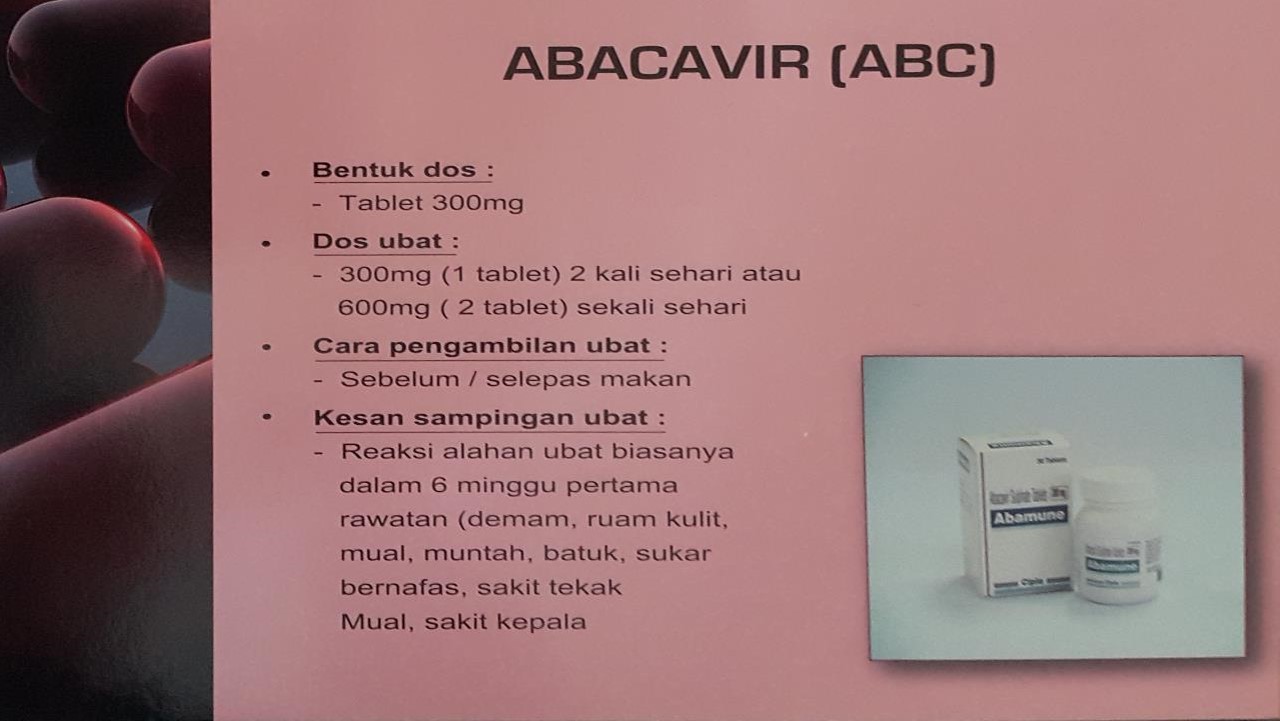 ABACAVIR (ABC)
• Bentuk dos :
- Tablet 300mg
• Dos ubat :
- 300mg (1 tablet) 2 kali sehari atau
600mg ( 2 tablet) sekali sehari
• Cara pengambilan ubat :
- Sebelum / selepas makan
• Kesan sampingan ubat :
- Reaksi alahan ubat biasanya
dalam 6 minggu pertama
rawatan (demam, ruam kulit,
mual, muntah, batuk, sukar
bernafas, sakit tekak
Mual, sakit kepala
Abamune
Cipla
Abamune
Cipla